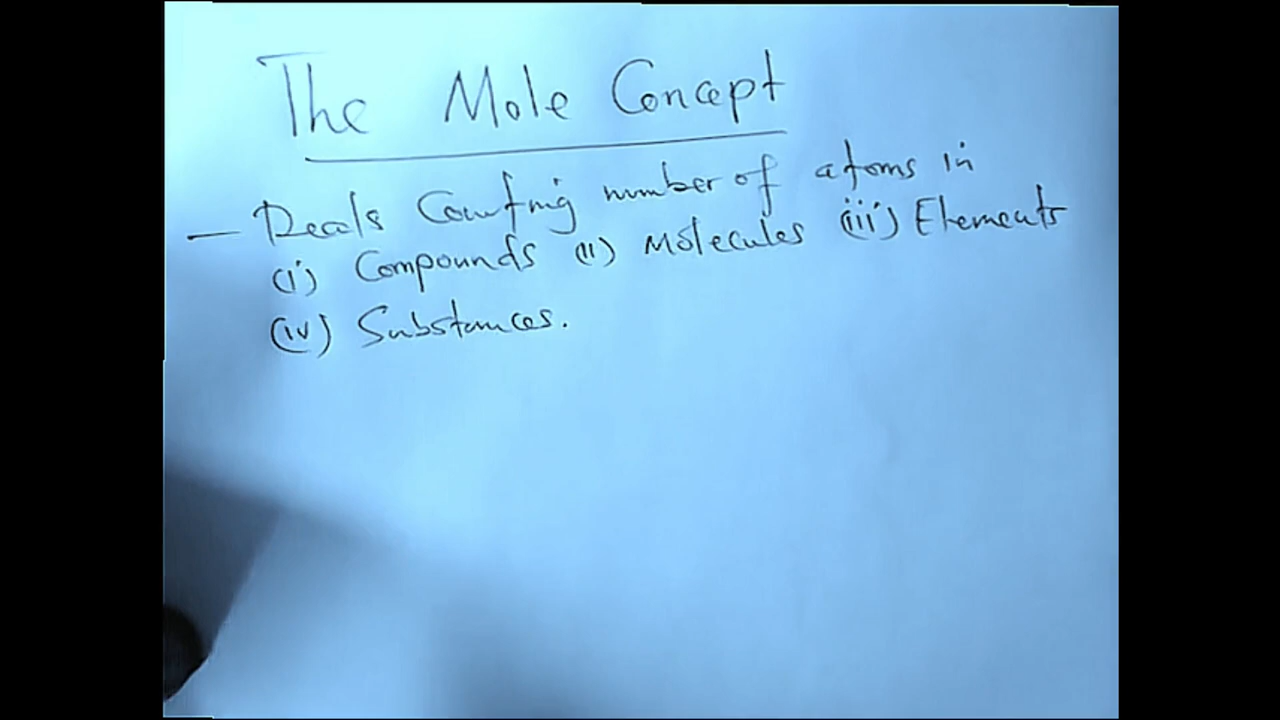 The Mole Concept
— Deals Counting number of atoms in
(i) Compounds (ii) Molecules (iii) Elements
(iv) Substances.